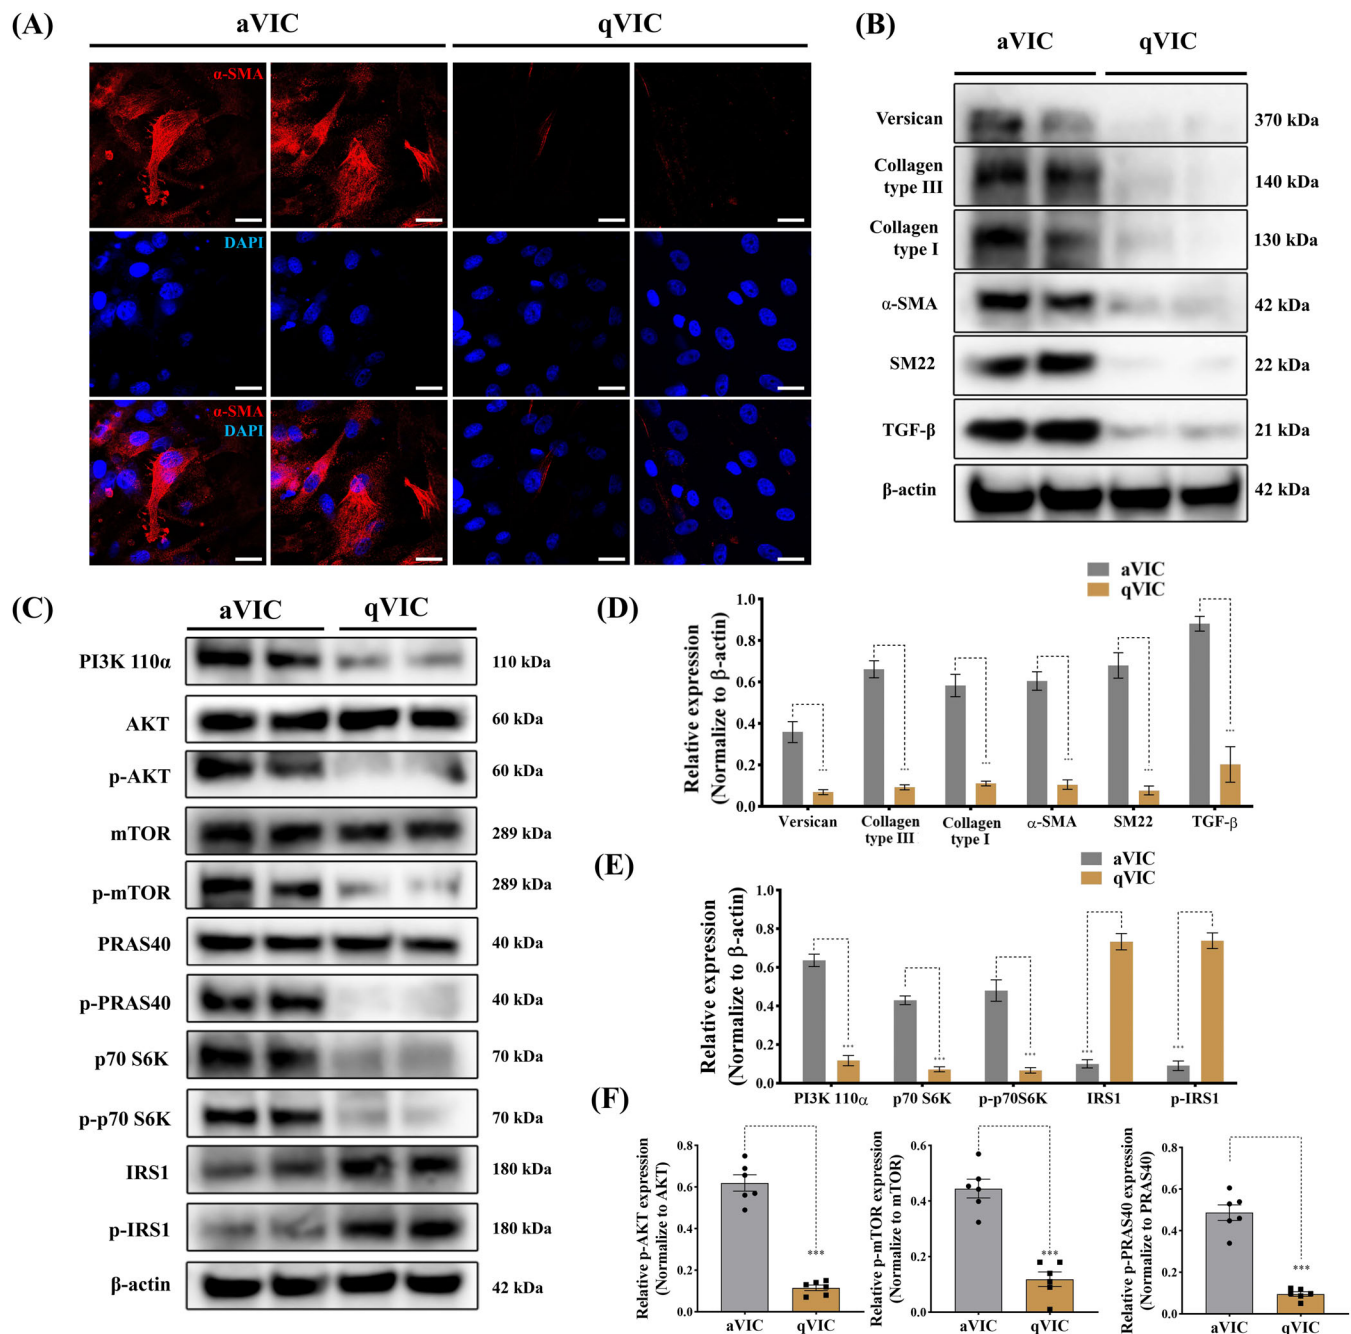 (A)
aVIC
qVIC
α-SMA
DAPI
α-SMA
DAPI
(B)
aVIC
qVIC
Versican
370 kDa
Collagen
type III
140 kDa
Collagen
type I
130 kDa
α-SMA
42 kDa
SM22
22 kDa
TGF-β
21 kDa
β-actin
42 kDa
(C)
aVIC
qVIC
PI3K 110α
110 kDa
AKT
60 kDa
p-AKT
60 kDa
mTOR
289 kDa
p-mTOR
289 kDa
PRAS40
40 kDa
p-PRAS40
40 kDa
p70 S6K
70 kDa
p-p70 S6K
70 kDa
IRS1
180 kDa
p-IRS1
180 kDa
β-actin
42 kDa
(D)
aVIC
qVIC
Relative expression
(Normalize to β-actin)
1.0
0.8
0.6
0.4
0.2
0.0
***
***
***
***
***
***
Versican
Collagen
type III
Collagen
type I
α-SMA
SM22
TGF-β
(E)
aVIC
qVIC
Relative expression
(Normalize to β-actin)
1.0
0.8
0.6
0.4
0.2
0.0
***
***
***
***
***
PI3K 110α
p70 S6K
p-p70S6K
IRS1
p-IRS1
(F)
Relative p-AKT expression
(Normalize to AKT)
0.8
0.6
0.4
0.2
0.0
***
aVIC
qVIC
Relative p-mTOR expression
(Normalize to mTOR)
0.6
0.4
0.2
0.0
***
aVIC
qVIC
Relative p-PRAS40 expression
(Normalize to PRAS40)
0.8
0.6
0.4
0.2
0.0
***
aVIC
qVIC